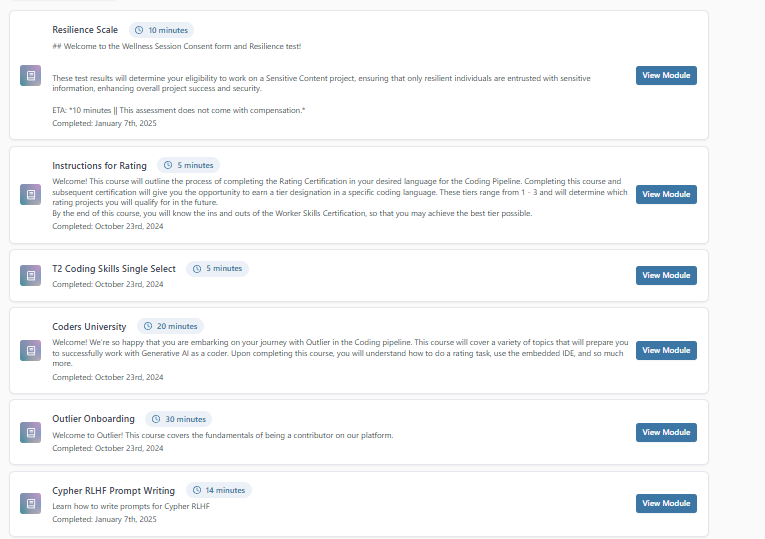 Resilience Scale 10 minutes
## Welcome to the Wellness Session Consent form and Resilience test!
These test results will determine your eligibility to work on a Sensitive Content project, ensuring that only resilient individuals are entrusted with sensitive
information, enhancing overall project success and security.
ETA: *10 minutes || This assessment does not come with compensation.*
Completed: January 7th, 2025
View Module
Instructions for Rating 5 minutes
Welcome! This course will outline the process of completing the Rating Certification in your desired language for the Coding Pipeline. Completing this course and
subsequent certification will give you the opportunity to earn a tier designation in a specific coding language. These tiers range from 1 - 3 and will determine which
rating projects you will qualify for in the future.
By the end of this course, you will know the ins and outs of the Worker Skills Certification, so that you may achieve the best tier possible.
Completed: October 23rd, 2024
View Module
T2 Coding Skills Single Select 5 minutes
Completed: October 23rd, 2024
View Module
Coders University 20 minutes
Welcome! We're so happy that you are embarking on your journey with Outlier in the Coding pipeline. This course will cover a variety of topics that will prepare you
to successfully work with Generative AI as a coder. Upon completing this course, you will understand how to do a rating task, use the embedded IDE, and so much
more.
Completed: October 23rd, 2024
View Module
Outlier Onboarding 30 minutes
Welcome to Outlier! This course covers the fundamentals of being a contributor on our platform.
Completed: October 23rd, 2024
View Module
Cypher RLHF Prompt Writing 14 minutes
Learn how to write prompts for Cypher RLHF
Completed: January 7th, 2025
View Module